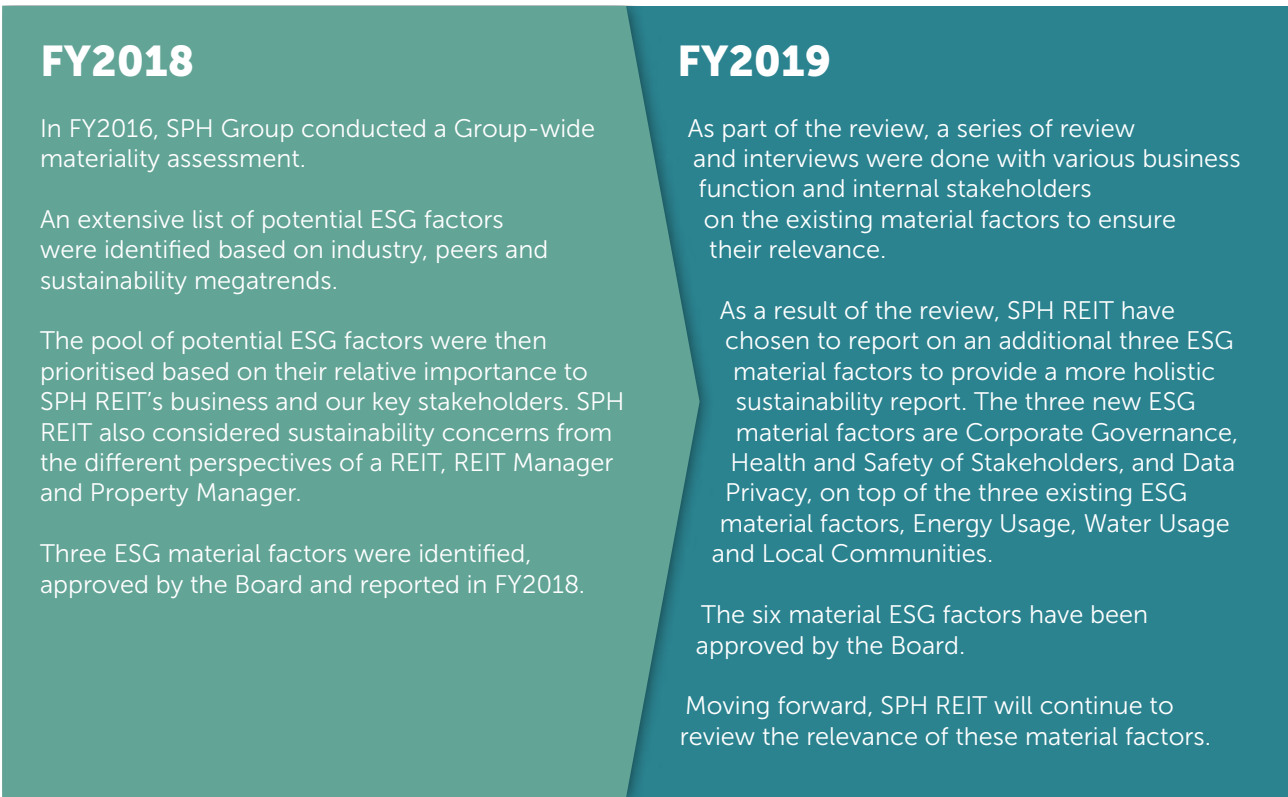 FY2018
In FY2016, SPH Group conducted a Group-wide
materiality assessment.
An extensive list of potential ESG factors
were identified based on industry, peers and
sustainability megatrends.
The pool of potential ESG factors were then
prioritised based on their relative importance to
SPH REIT's business and our key stakeholders. SPH
REIT also considered sustainability concerns from
the different perspectives of a REIT, REIT Manager
and Property Manager.
Three ESG material factors were identified,
approved by the Board and reported in FY2018.
FY2019
As part of the review, a series of review
and interviews were done with various business
function and internal stakeholders
on the existing material factors to ensure
their relevance.
As a result of the review, SPH REIT have
chosen to report on an additional three ESG
material factors to provide a more holistic
sustainability report. The three new ESG
material factors are Corporate Governance,
Health and Safety of Stakeholders, and Data
Privacy, on top of the three existing ESG
material factors, Energy Usage, Water Usage
and Local Communities.
The six material ESG factors have been
approved by the Board.
Moving forward, SPH REIT will continue to
review the relevance of these material factors.